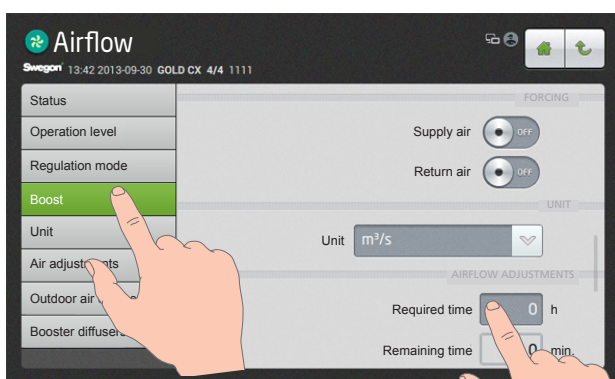 Airflow
Swegon 13:42 2013-09-30 GOLD CX 4/4 1111
Status
Operation level
Regulation mode
Boost
Unit
Air adjustments
Outdoor air
Booster diffuser
FORCING
Supply air OFF
Return air OFF
UNIT
Unit m³/s
AIRFLOW ADJUSTMENTS
Required time 0 h
Remaining time 0 min.